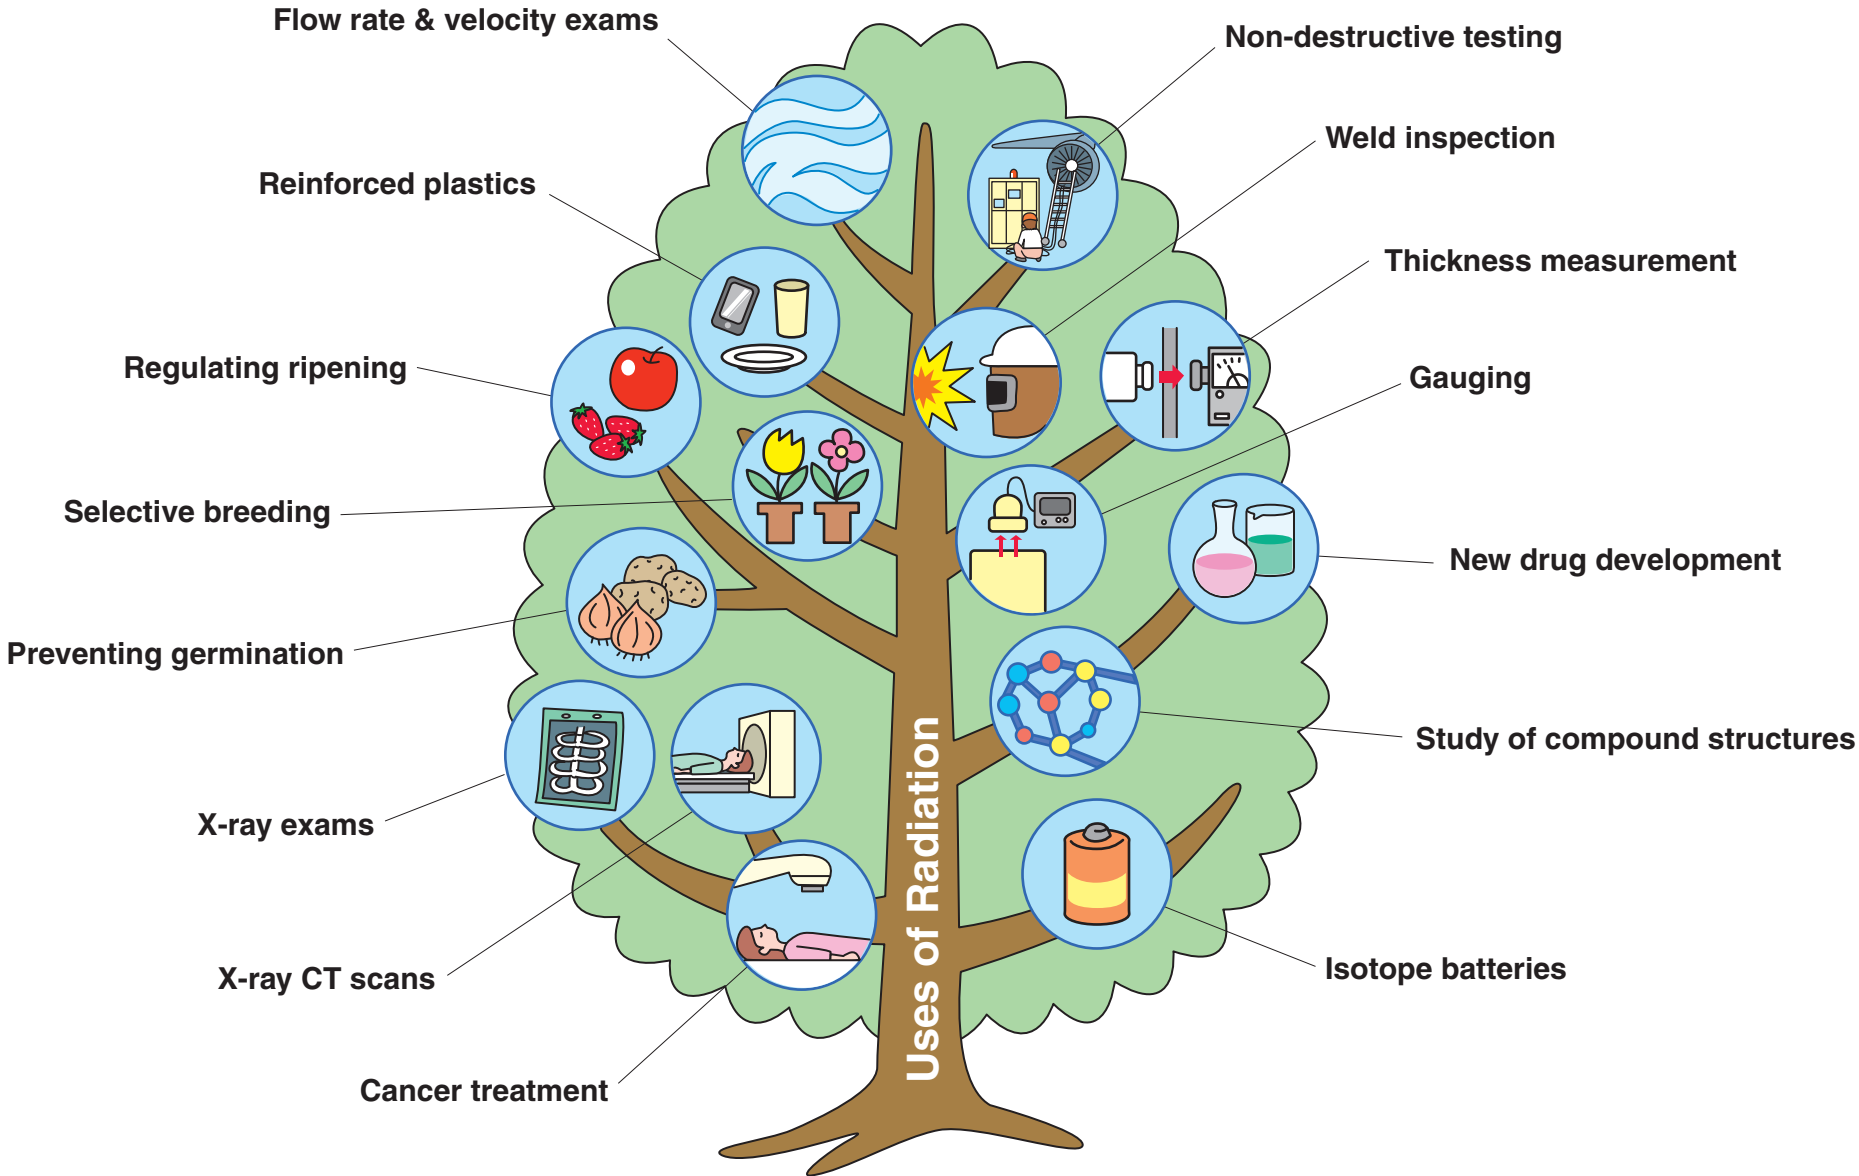 Flow rate & velocity exams
Reinforced plastics
Regulating ripening
Selective breeding
Preventing germination
X-ray exams
X-ray CT scans
Cancer treatment
Uses of Radiation
Non-destructive testing
Weld inspection
Thickness measurement
Gauging
New drug development
Study of compound structures
Isotope batteries